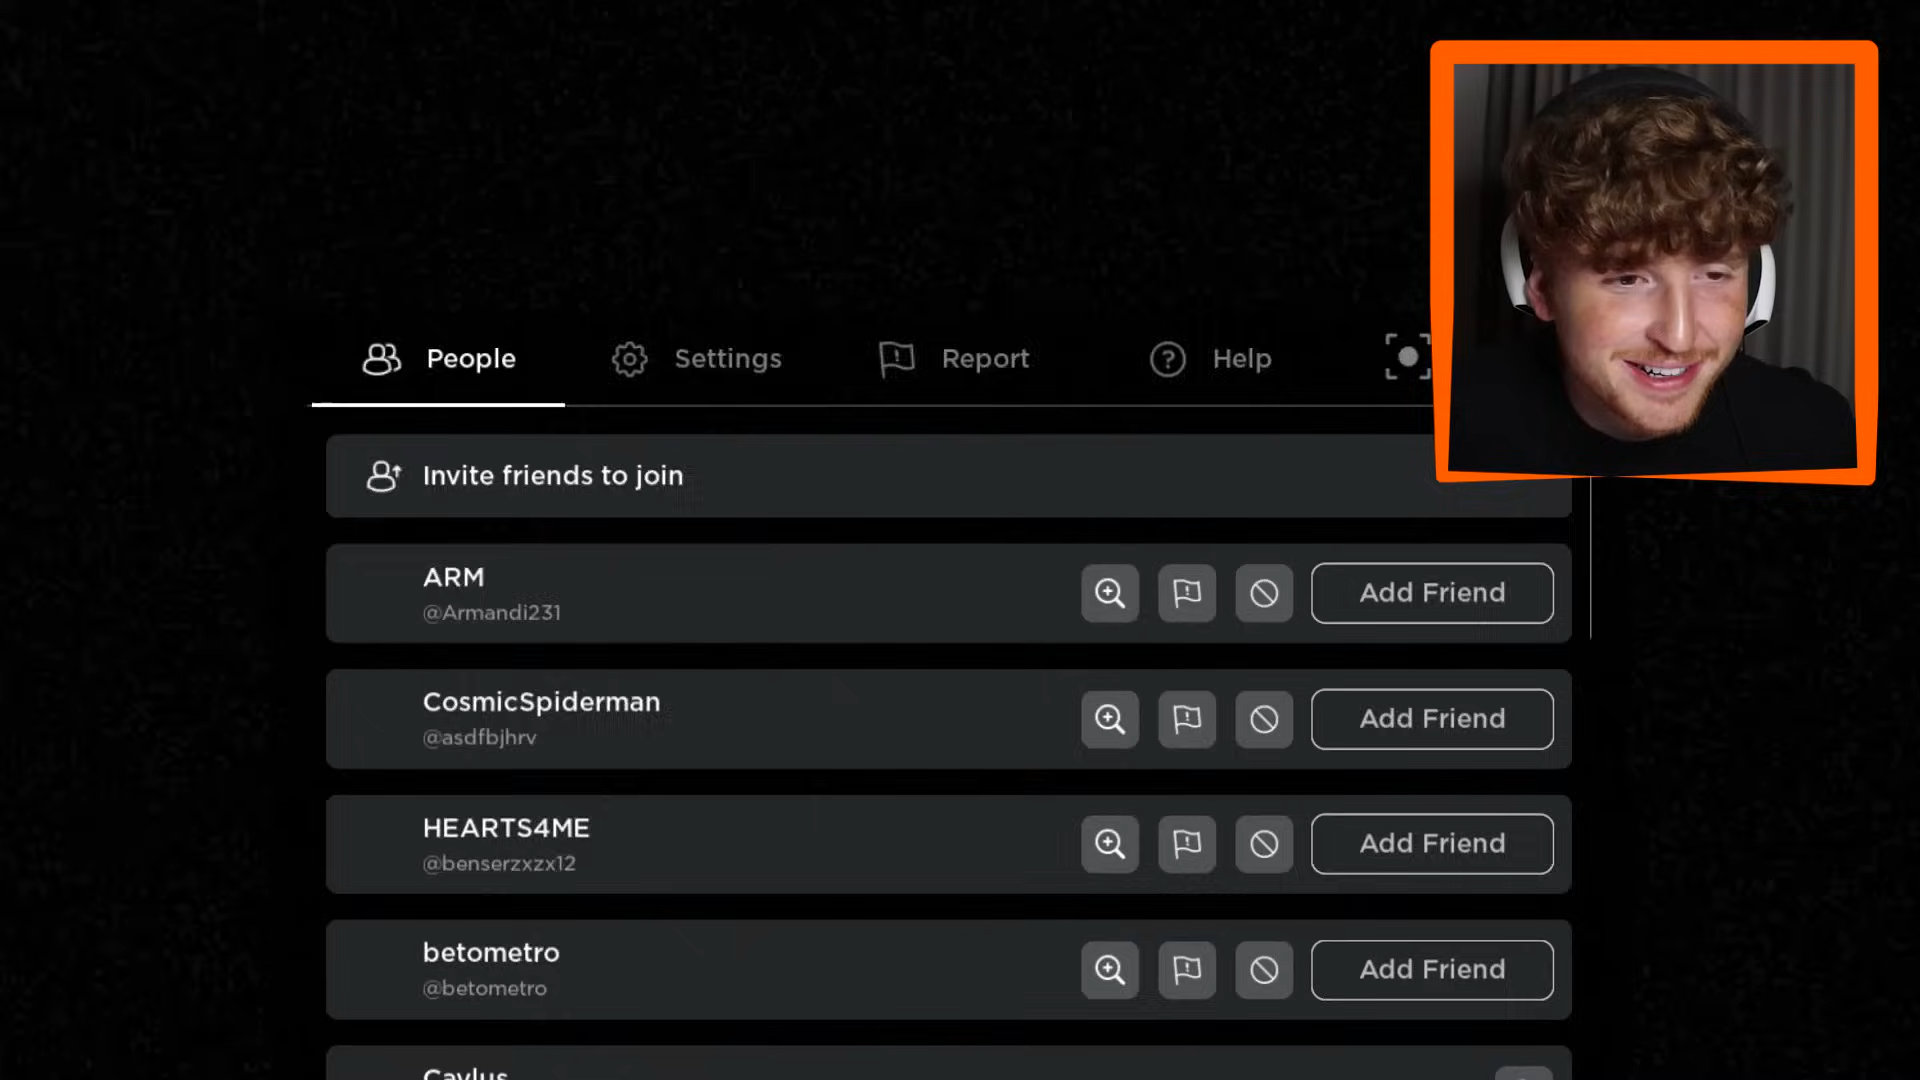 People
Settings
Report
Help
Invite friends to join
ARM
@Armandi231
Add Friend
CosmicSpiderman
@asdfbjhrv
Add Friend
HEARTS4ME
@benserzxzx12
Add Friend
betometro
@betometro
Add Friend
Caylus